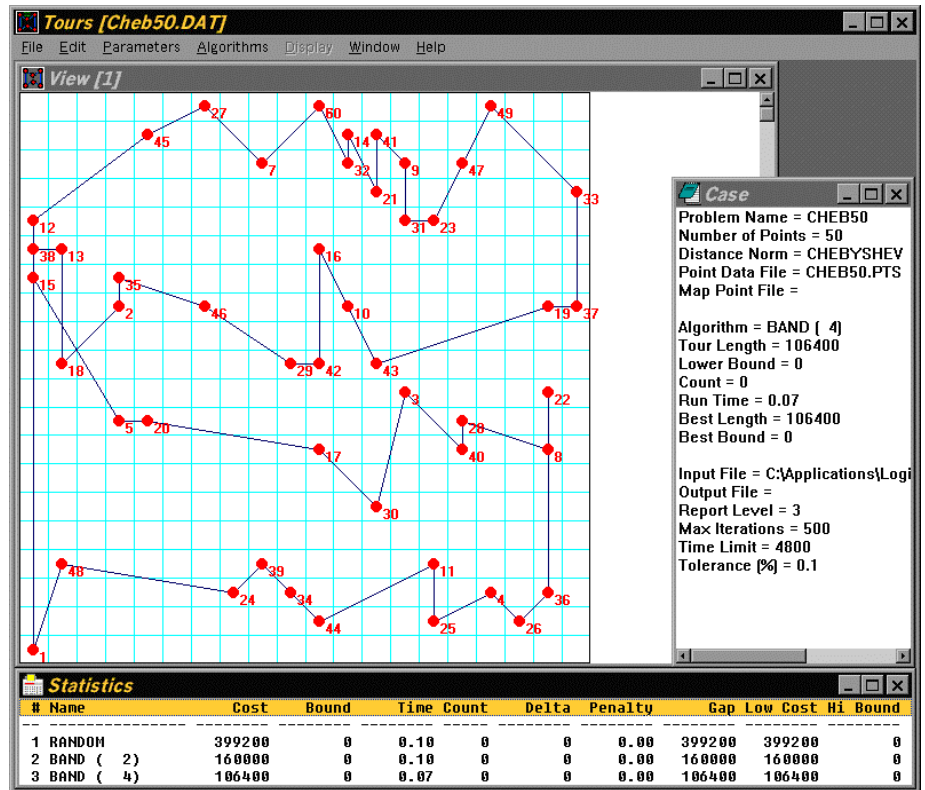 Tours [Cheb50.DAT]
File Edit Parameters Algorithms Display Window Help
View [1]
27
60
49
45
14
41
7
32
9
47
21
33
12
31
23
38
13
16
15
35
2
46
10
19
37
18
29
42
43
3
22
5
20
28
17
40
8
30
48
39
11
24
34
4
36
44
25
26
1
Case
Problem Name = CHEB50
Number of Points = 50
Distance Norm = CHEBYSHEV
Point Data File = CHEB50.PTS
Map Point File =
Algorithm = BAND ( 4)
Tour Length = 106400
Lower Bound = 0
Count = 0
Run Time = 0.07
Best Length = 106400
Best Bound = 0
Input File = C:\Applications\Logi
Output File =
Report Level = 3
Max Iterations = 500
Time Limit = 4800
Tolerance (%) = 0.1
Statistics
# Name Cost Bound Time Count Delta Penalty Gap Low Cost Hi Bound
1 RANDOM 399200 0 0.10 0 0 0.00 399200 399200 0
2 BAND ( 2) 160000 0 0.10 0 0 0.00 160000 160000 0
3 BAND ( 4) 106400 0 0.07 0 0 0.00 106400 106400 0